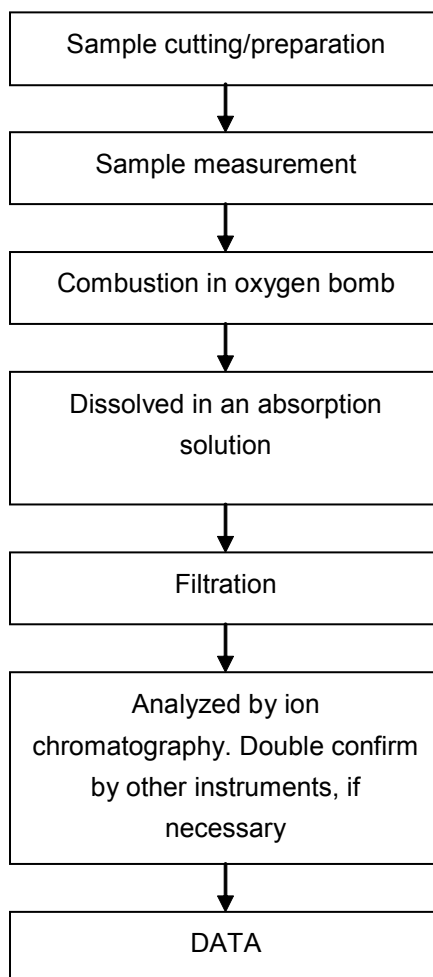 Sample cutting/preparation
Sample measurement
Combustion in oxygen bomb
Dissolved in an absorption
solution
Filtration
Analyzed by ion
chromatography. Double confirm
by other instruments, if
necessary
DATA